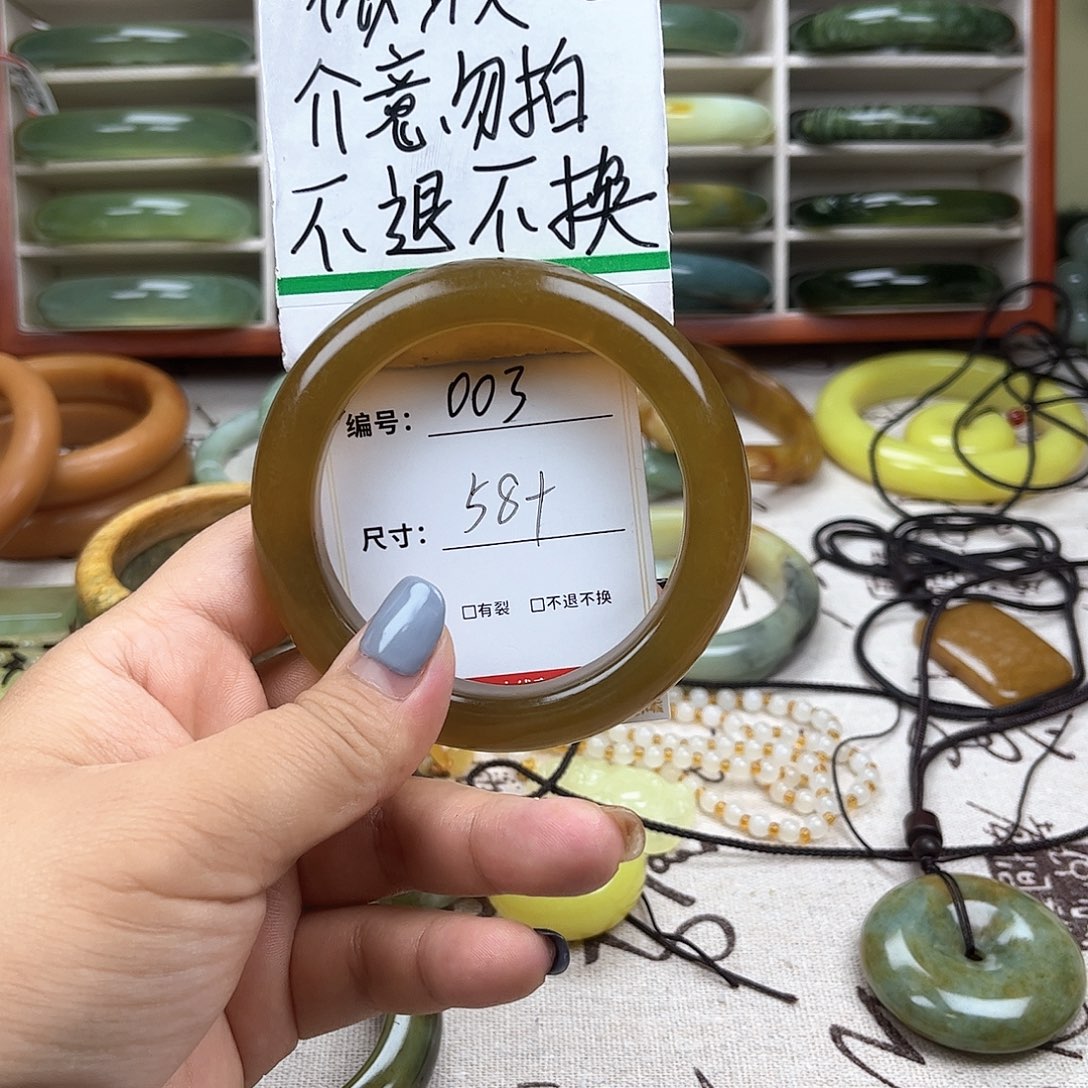 介意勿拍
不退不换
编号： 003
尺寸： 58+
□有裂 □不退不换